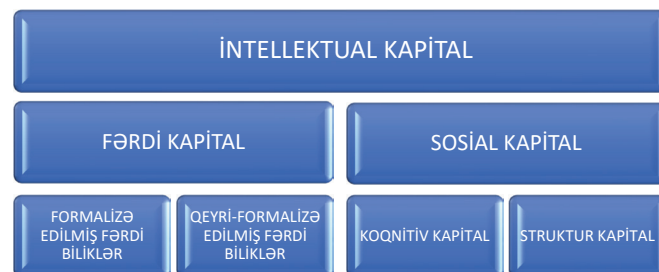 İNTELLEKTUAL KAPİTAL
FƏRDİ KAPİTAL
SOSİAL KAPİTAL
FORMALİZƏ
EDİLMİŞ FƏRDİ
BİLİKLƏR
QEYRİ-FORMALİZƏ
EDİLMİŞ FƏRDİ
BİLİKLƏR
KOQNİTİV KAPİTAL
STRUKTUR KAPİTAL